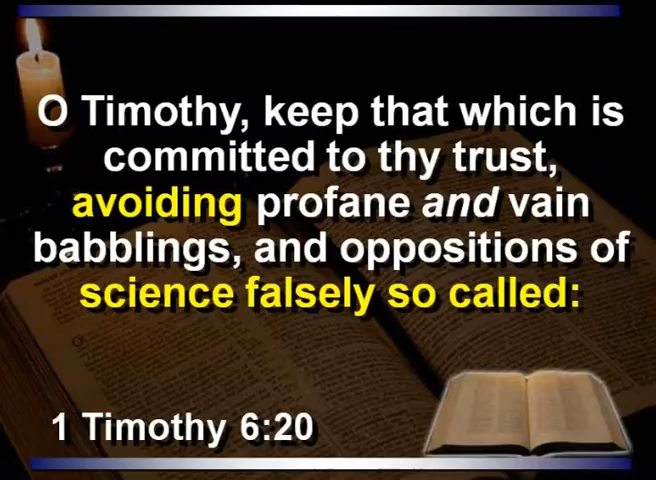 O Timothy, keep that which is
committed to thy trust,
avoiding profane and vain
babblings, and oppositions of
science falsely so called:
1 Timothy 6:20